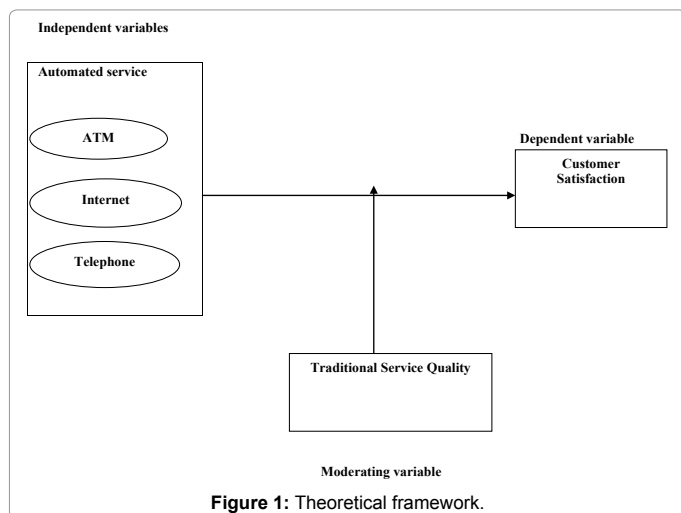 Independent variables
Automated service
ATM
Internet
Telephone
Dependent variable
Customer
Satisfaction
Traditional Service Quality
Moderating variable
Figure 1: Theoretical framework.